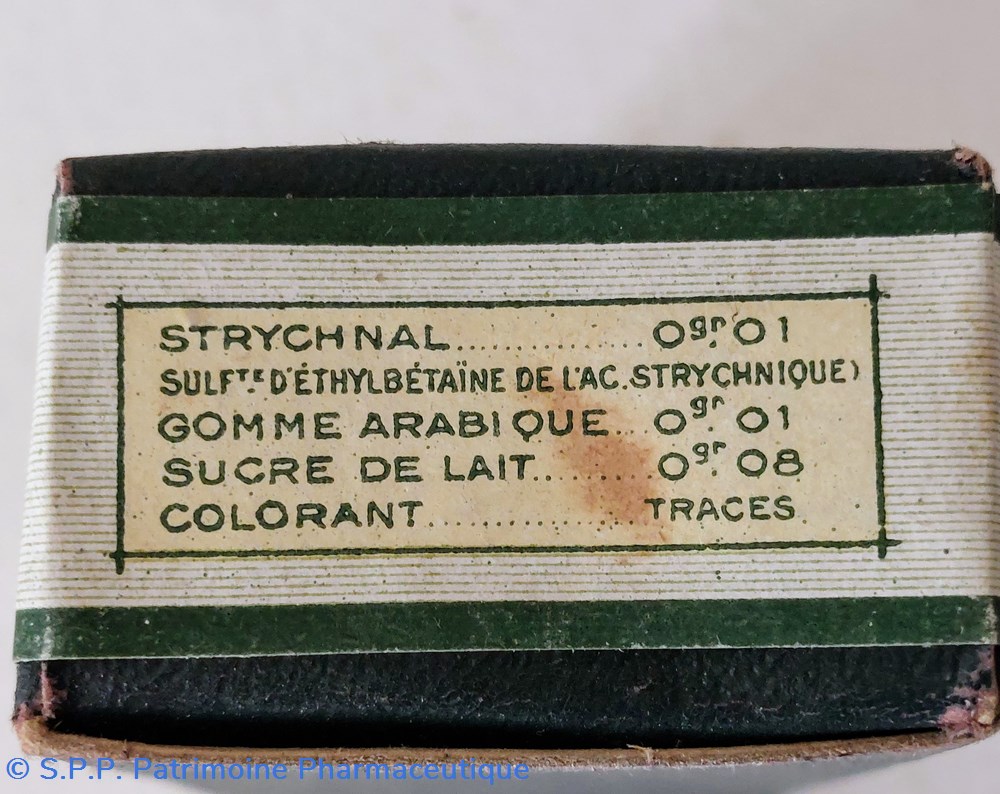 STRYCHNAL............... 0gr. 01
SULFTE D'ÉTHYLBÉTAÏNE DE L'AC. STRYCHNIQUE)
GOMME ARABIQUE... 0gr. 01
SUCRE DE LAIT........ 0gr. 08
COLORANT................ TRACES
© S.P.P. Patrimoine Pharmaceutique